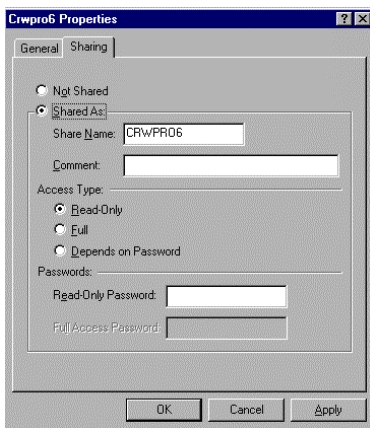 Crwpro6 Properties
General Sharing
Not Shared
Shared As:
Share Name: CRWPRO6
Comment:
Access Type:
Read-Only
Full
Depends on Password
Passwords:
Read-Only Password:
Full Access Password:
OK Cancel Apply